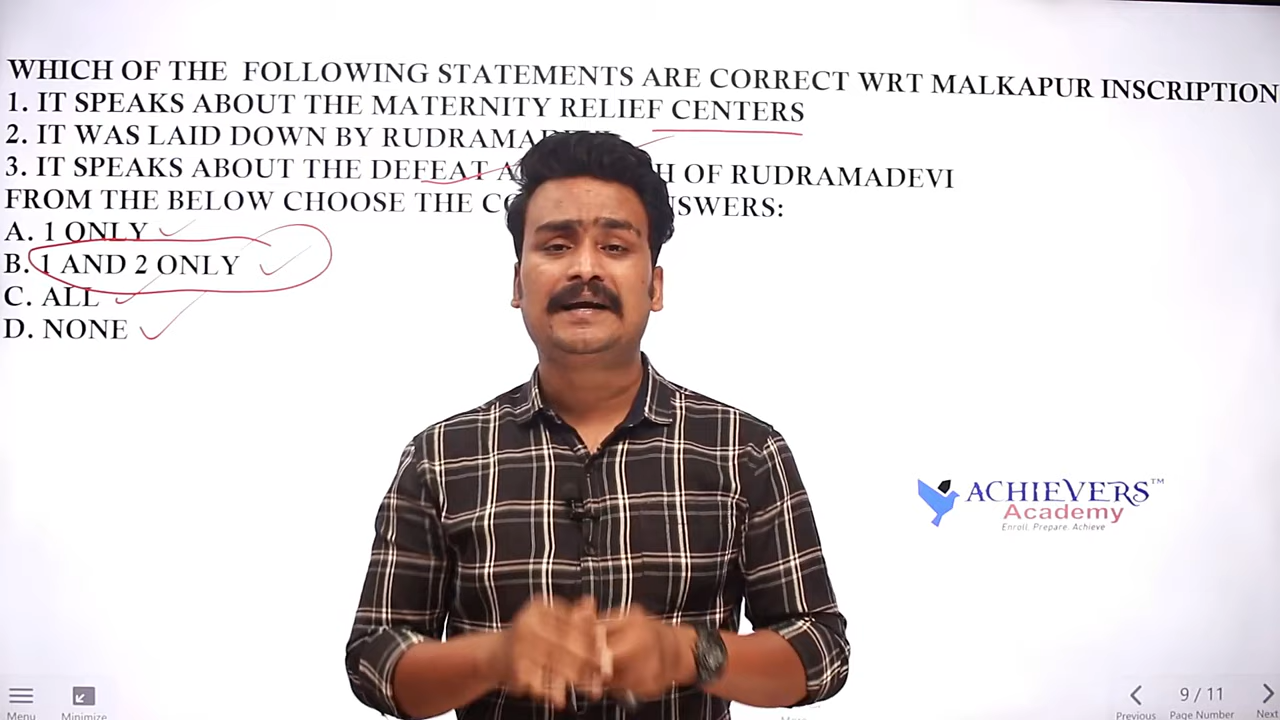 WHICH OF THE FOLLOWING STATEMENTS ARE CORRECT WRT MALKAPUR INSCRIPTION
1. IT SPEAKS ABOUT THE MATERNITY RELIEF CENTERS
2. IT WAS LAID DOWN BY
3. IT SPEAKS ABOUT THE DEFEAT OF RUDRAMADEVI
FROM THE BELOW CHOOSE THE
A. 1 ONLY
B. 1 AND 2 ONLY
C. ALL
D. NONE
ACHIEVERS™
Academy
Enroll. Prepare. Achieve
9 / 11
Menu Minimize Previous Page Number Next